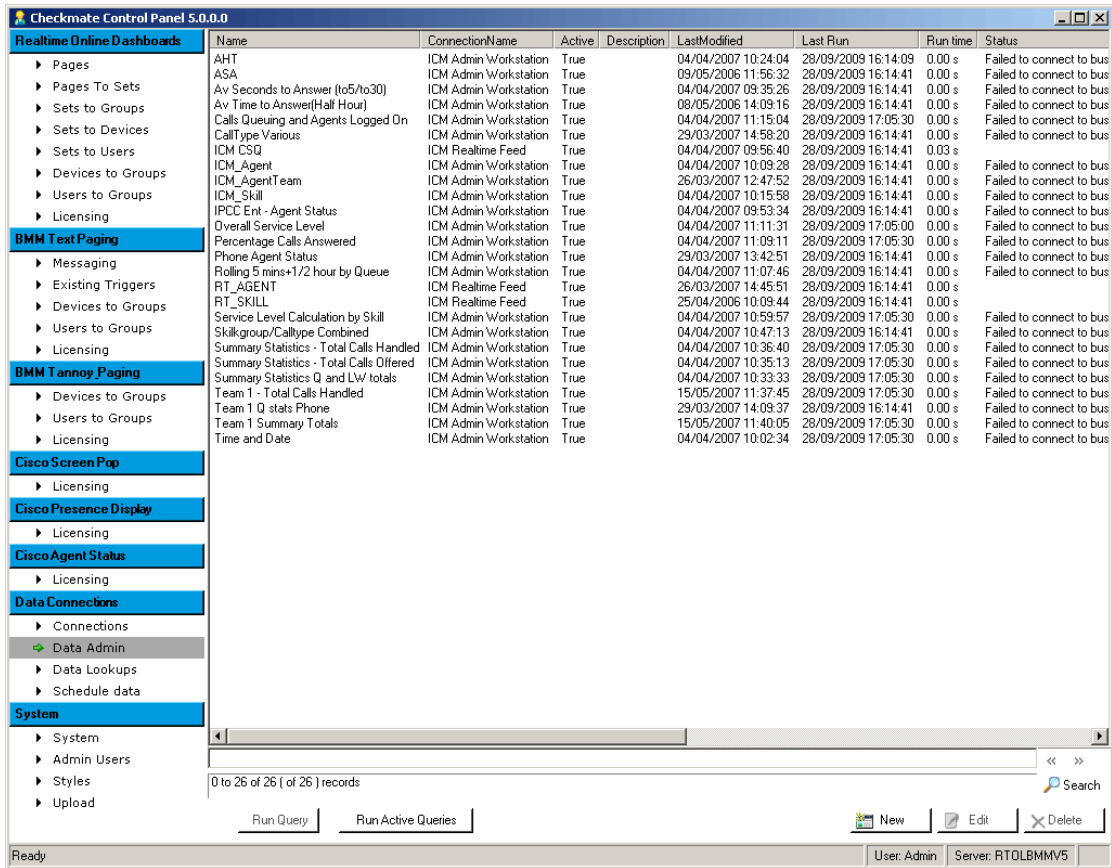 Checkmate Control Panel 5.0.0.0
Realtime Online Dashboards
Pages
Pages To Sets
Sets to Groups
Sets to Devices
Sets to Users
Devices to Groups
Users to Groups
Licensing
BMM Text Paging
Messaging
Existing Triggers
Devices to Groups
Users to Groups
Licensing
BMM Tannoy Paging
Devices to Groups
Users to Groups
Licensing
Cisco Screen Pop
Licensing
Cisco Presence Display
Licensing
Cisco Agent Status
Licensing
Data Connections
Connections
Data Admin
Data Lookups
Schedule data
System
System
Admin Users
Styles
Upload
Name ConnectionName Active Description LastModified Last Run Run time Status
AHT ICM Admin Workstation True 04/04/2007 10:24:04 28/09/2009 16:14:09 0.00 s Failed to connect to bus
ASA ICM Admin Workstation True 09/05/2006 11:56:32 28/09/2009 16:14:41 0.00 s Failed to connect to bus
Av Seconds to Answer (to5/to30) ICM Admin Workstation True 04/04/2007 09:35:26 28/09/2009 16:14:41 0.00 s Failed to connect to bus
Av Time to Answer(Half Hour) ICM Admin Workstation True 08/05/2006 14:09:16 28/09/2009 16:14:41 0.00 s Failed to connect to bus
Calls Queuing and Agents Logged On ICM Admin Workstation True 04/04/2007 11:15:04 28/09/2009 17:05:30 0.00 s Failed to connect to bus
CallType Various ICM Admin Workstation True 29/03/2007 14:58:20 28/09/2009 16:14:41 0.00 s Failed to connect to bus
ICM CSQ ICM Realtime Feed True 04/04/2007 09:56:40 28/09/2009 16:14:41 0.03 s
ICM_Agent ICM Admin Workstation True 04/04/2007 10:09:28 28/09/2009 16:14:41 0.00 s Failed to connect to bus
ICM_AgentTeam ICM Admin Workstation True 26/03/2007 12:47:52 28/09/2009 16:14:41 0.00 s Failed to connect to bus
ICM_Skill ICM Admin Workstation True 04/04/2007 10:15:58 28/09/2009 16:14:41 0.00 s Failed to connect to bus
IPCC Ent - Agent Status ICM Admin Workstation True 04/04/2007 09:53:34 28/09/2009 16:14:41 0.00 s Failed to connect to bus
Overall Service Level ICM Admin Workstation True 04/04/2007 11:11:31 28/09/2009 17:05:00 0.00 s Failed to connect to bus
Percentage Calls Answered ICM Admin Workstation True 04/04/2007 11:09:11 28/09/2009 17:05:30 0.00 s Failed to connect to bus
Phone Agent Status ICM Admin Workstation True 29/03/2007 13:42:51 28/09/2009 16:14:41 0.00 s Failed to connect to bus
Rolling 5 mins+1/2 hour by Queue ICM Admin Workstation True 04/04/2007 11:07:46 28/09/2009 16:14:41 0.00 s Failed to connect to bus
RT_AGENT ICM Realtime Feed True 26/03/2007 14:45:51 28/09/2009 16:14:41 0.00 s
RT_SKILL ICM Realtime Feed True 25/04/2006 10:09:44 28/09/2009 16:14:41 0.00 s
Service Level Calculation by Skill ICM Admin Workstation True 04/04/2007 10:59:57 28/09/2009 17:05:30 0.00 s Failed to connect to bus
Skilkgroup/Calltype Combined ICM Admin Workstation True 04/04/2007 10:47:13 28/09/2009 16:14:41 0.00 s Failed to connect to bus
Summary Statistics - Total Calls Handled ICM Admin Workstation True 04/04/2007 10:36:40 28/09/2009 17:05:30 0.00 s Failed to connect to bus
Summary Statistics - Total Calls Offered ICM Admin Workstation True 04/04/2007 10:35:13 28/09/2009 17:05:30 0.00 s Failed to connect to bus
Summary Statistics Q and LW totals ICM Admin Workstation True 04/04/2007 10:33:33 28/09/2009 17:05:30 0.00 s Failed to connect to bus
Team 1 - Total Calls Handled ICM Admin Workstation True 15/05/2007 11:37:45 28/09/2009 17:05:30 0.00 s Failed to connect to bus
Team 1 Q stats Phone ICM Admin Workstation True 29/03/2007 14:09:37 28/09/2009 16:14:41 0.00 s Failed to connect to bus
Team 1 Summary Totals ICM Admin Workstation True 15/05/2007 11:40:05 28/09/2009 17:05:30 0.00 s Failed to connect to bus
Time and Date ICM Admin Workstation True 04/04/2007 10:02:34 28/09/2009 17:05:30 0.00 s Failed to connect to bus
0 to 26 of 26 ( of 26 ) records
Search
Run Query Run Active Queries New Edit Delete
Ready User: Admin Server: RTOLBMMV5